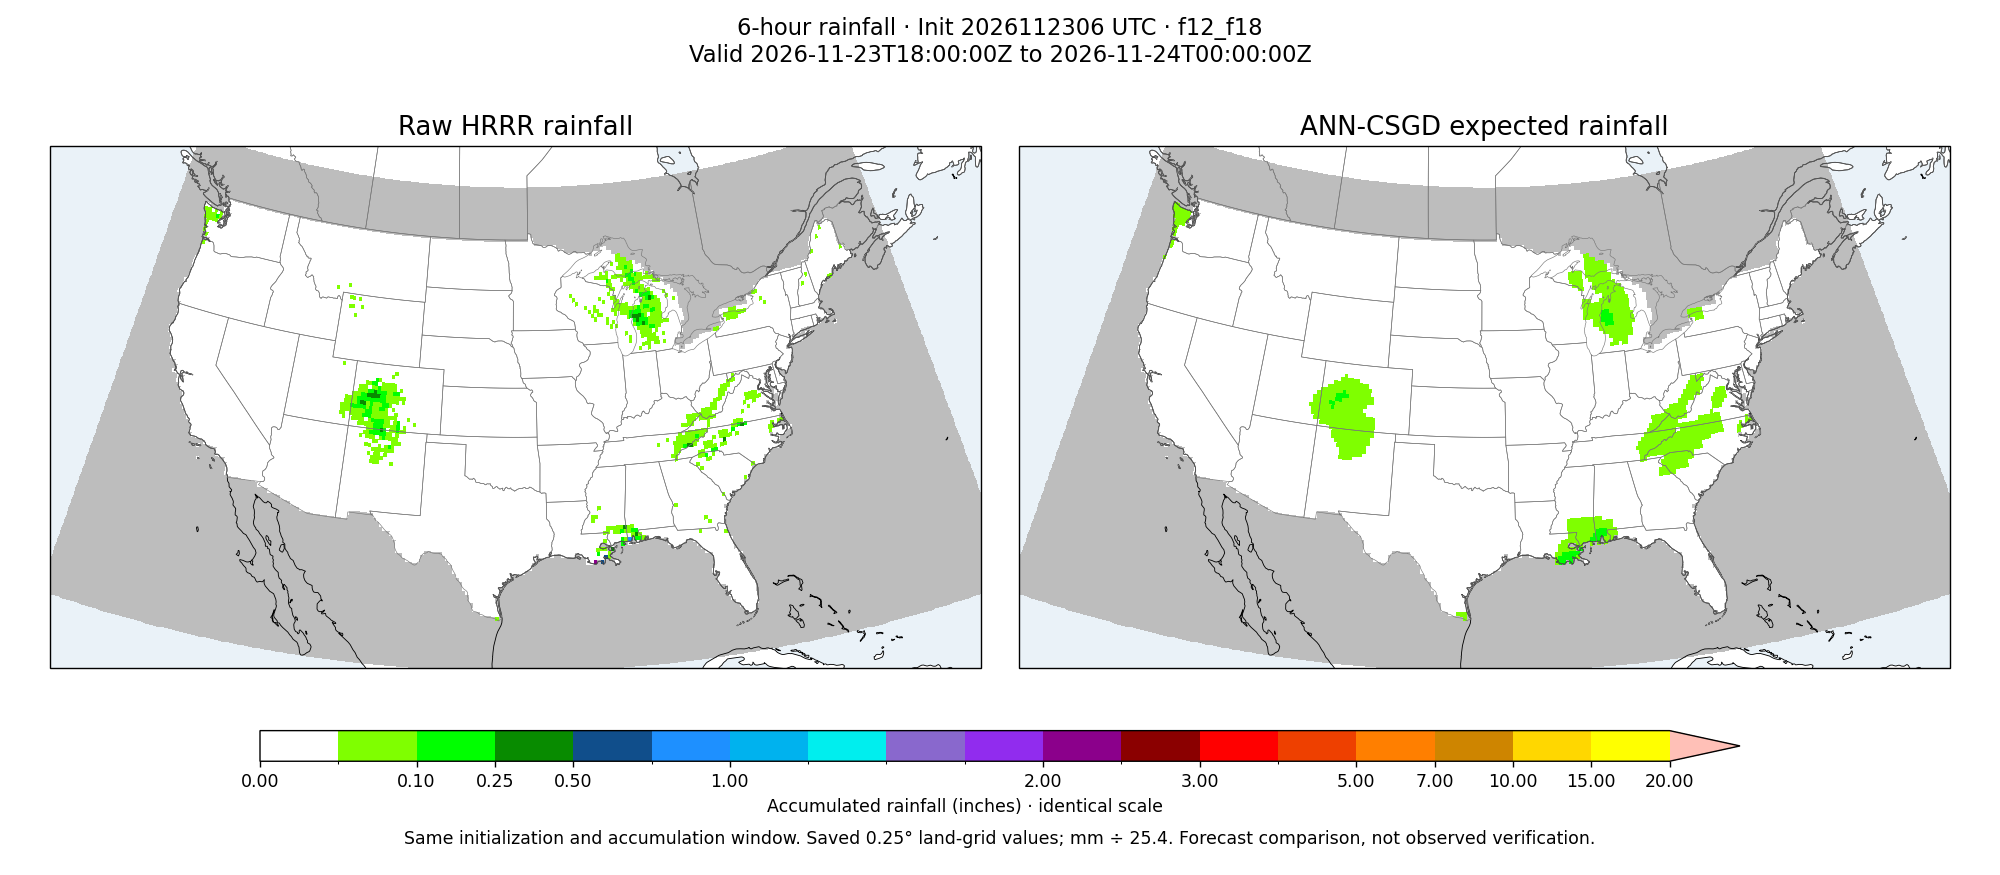 6-hour rainfall · Init 2026112306 UTC · f12_f18
Valid 2026-11-23T18:00:00Z to 2026-11-24T00:00:00Z
Raw HRRR rainfall
ANN-CSGD expected rainfall
0.00 0.10 0.25 0.50 1.00 2.00 3.00 5.00 7.00 10.00 15.00 20.00
Accumulated rainfall (inches) · identical scale
Same initialization and accumulation window. Saved 0.25° land-grid values; mm ÷ 25.4. Forecast comparison, not observed verification.